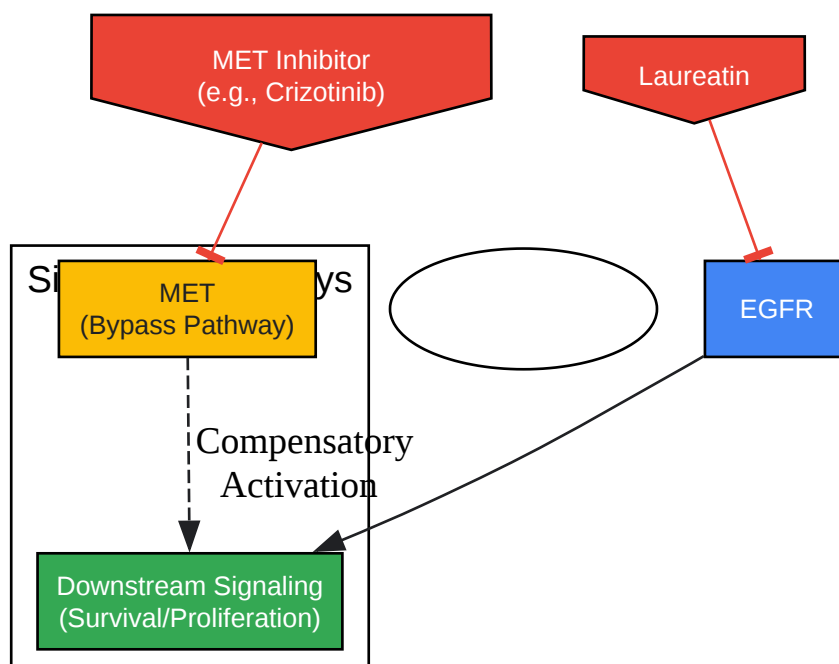 MET Inhibitor
(e.g., Crizotinib)
Laureatin
MET
(Bypass Pathway)
EGFR
Compensatory
Activation
Downstream Signaling
(Survival/Proliferation)